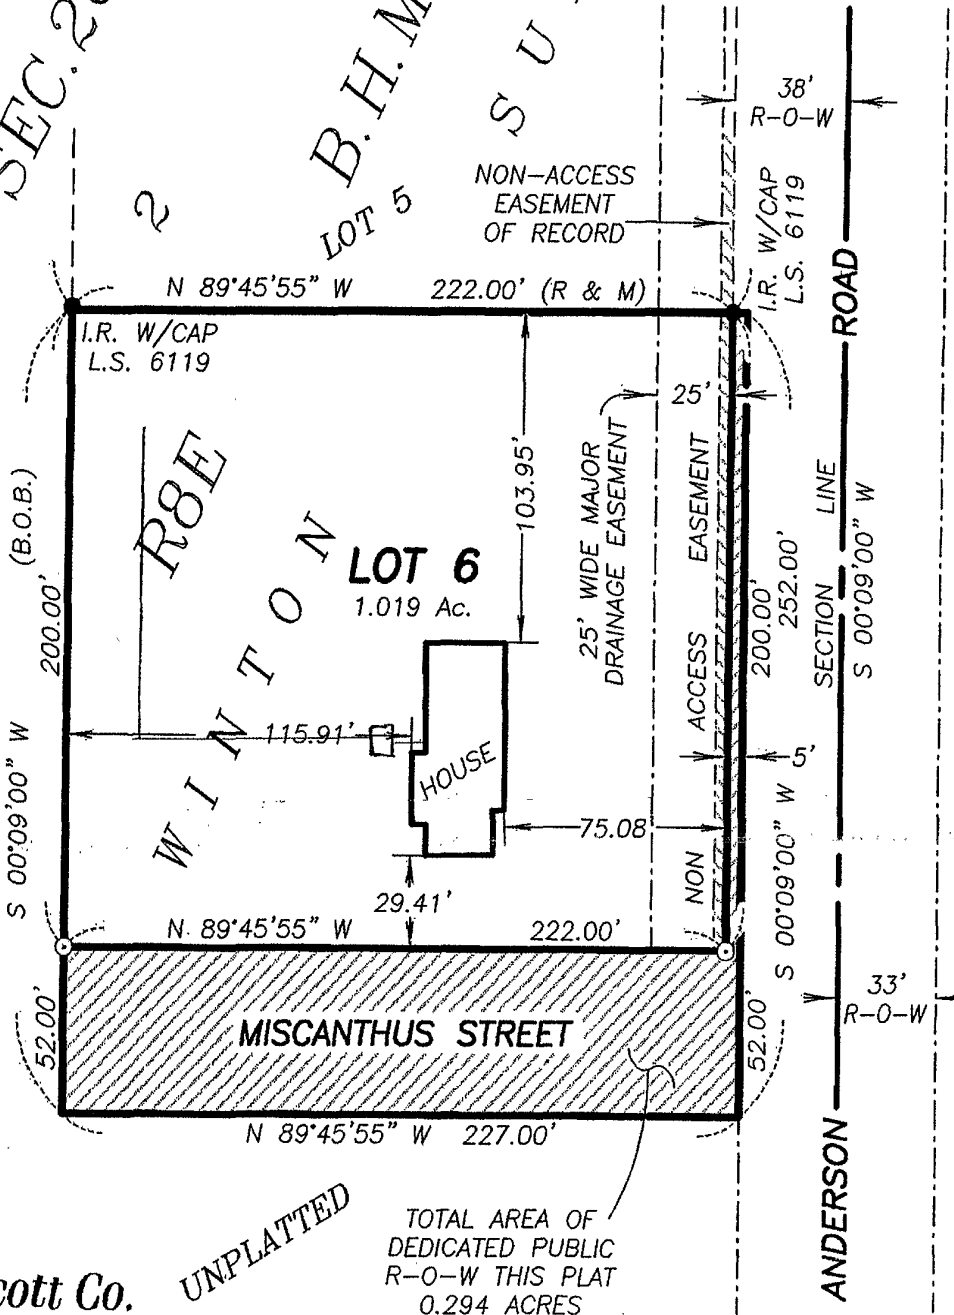 SEC. 2
2
B.H.M
S U
LOT 5
38'
R-O-W
NON-ACCESS
EASEMENT
OF RECORD
I.R. W/CAP
L.S. 6119
ROAD
N 89°45'55" W 222.00' (R & M)
I.R. W/CAP
L.S. 6119
25'
103.95'
25' WIDE MAJOR
DRAINAGE EASEMENT
NON ACCESS EASEMENT
S 00°09'00" W 200.00' (B.O.B.)
R8E
WINTON
LOT 6
1.019 Ac.
200.00'
252.00'
S 00°09'00" W
SECTION LINE
S 00°09'00" W
115.91'
HOUSE
5'
75.08
29.41'
N 89°45'55" W 222.00'
52.00'
MISCANTHUS STREET
52.00'
33'
R-O-W
N 89°45'55" W 227.00'
ANDERSON
UNPLATTED
TOTAL AREA OF
DEDICATED PUBLIC
R-O-W THIS PLAT
0.294 ACRES
cott Co.